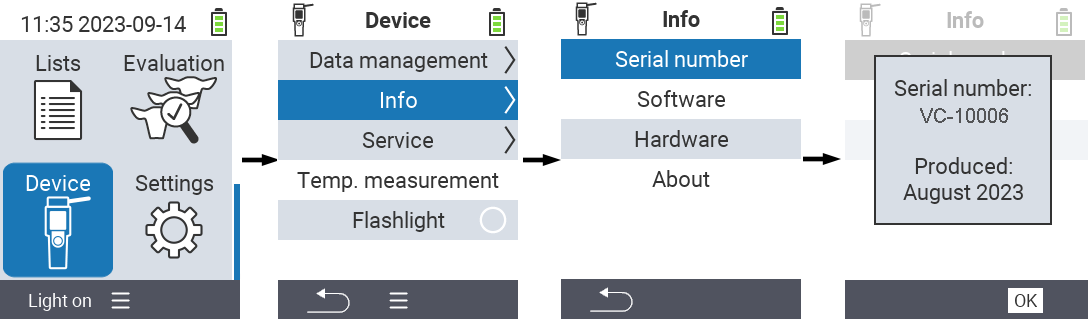 11:35 2023-09-14
Lists
Evaluation
Device
Settings
Light on
Device
Data management
Info
Service
Temp. measurement
Flashlight
Info
Serial number
Software
Hardware
About
Info
Serial number:
VC-10006
Produced:
August 2023
OK